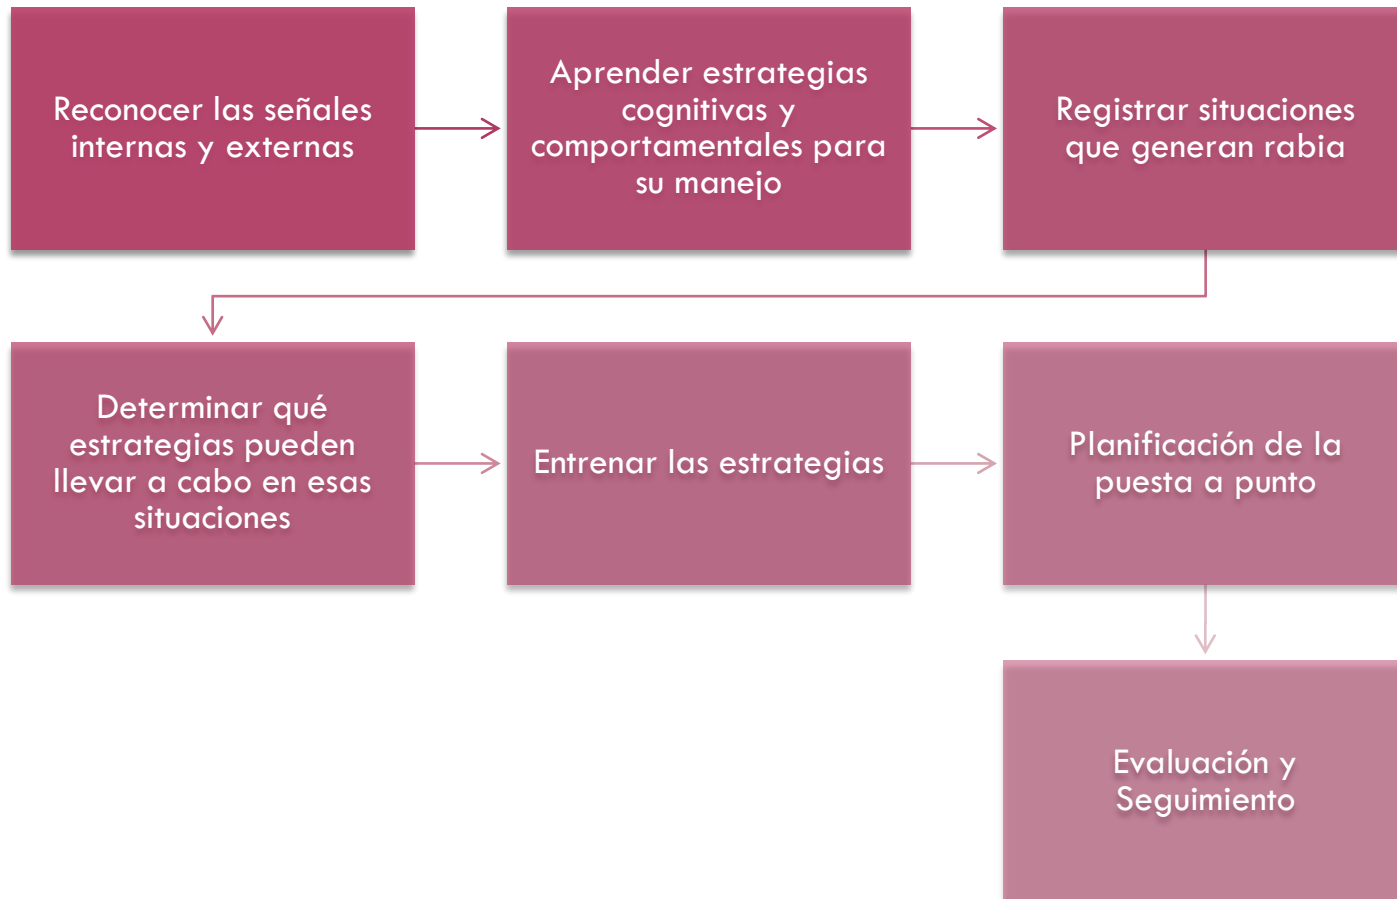 Reconocer las señales
internas y externas
Aprender estrategias
cognitivas y
comportamentales para
su manejo
Registrar situaciones
que generan rabia
Determinar qué
estrategias pueden
llevar a cabo en esas
situaciones
Entrenar las estrategias
Planificación de la
puesta a punto
Evaluación y
Seguimiento